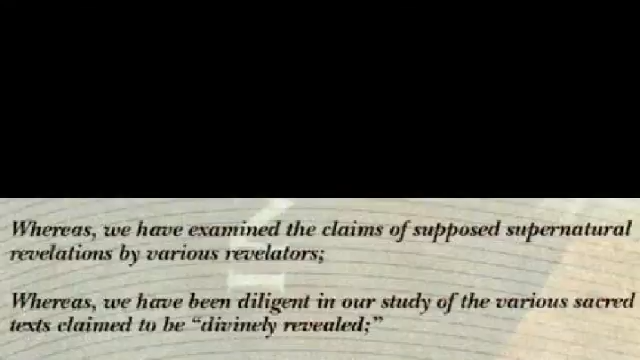 Whereas, we have examined the claims of supposed supernatural
revelations by various revelators;
Whereas, we have been diligent in our study of the various sacred
texts claimed to be “divinely revealed;”